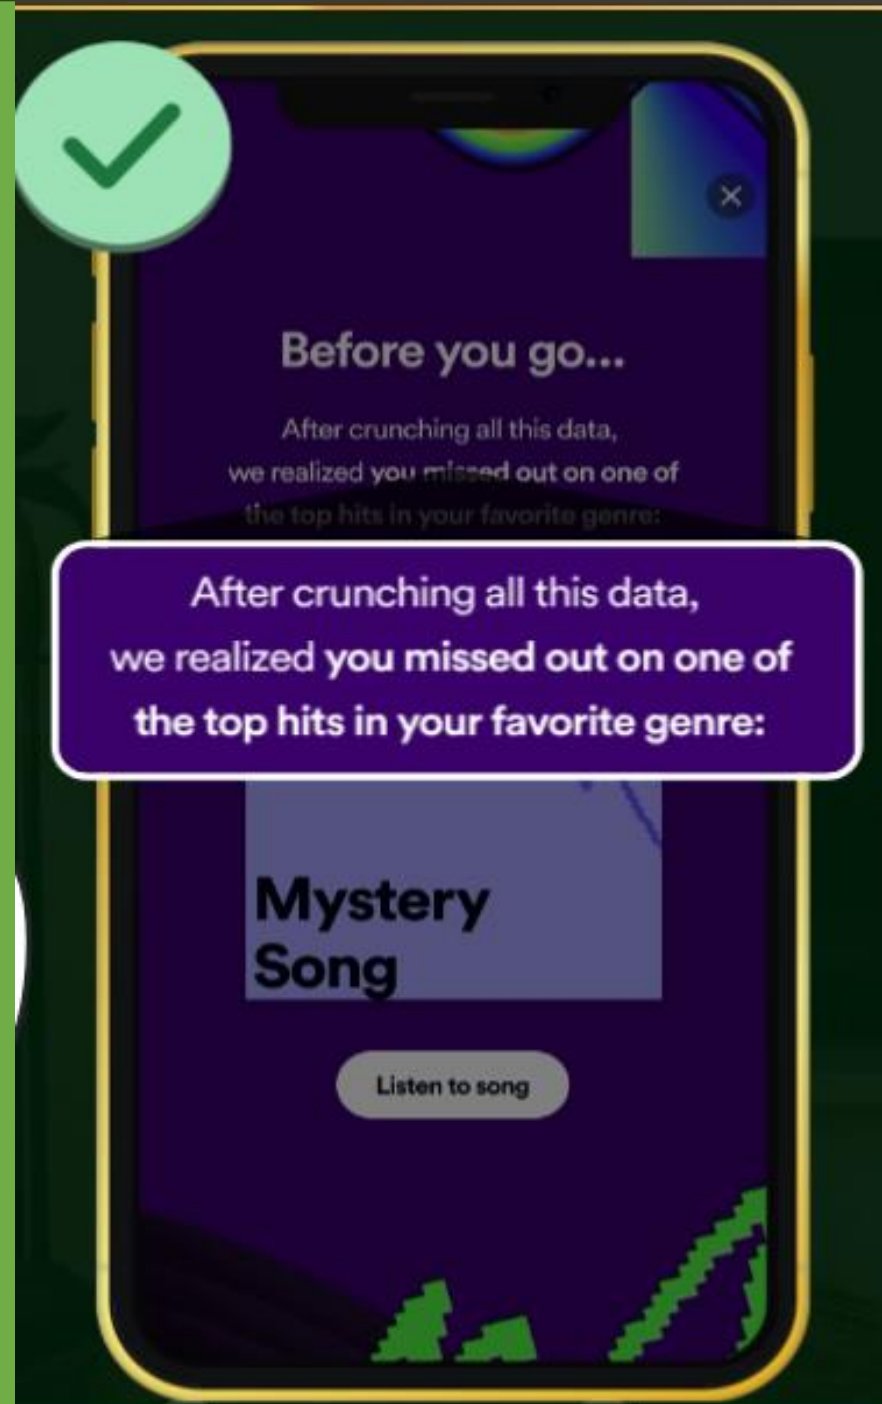 Before you go...
After crunching all this data,
we realized you missed out on one of
the top hits in your favorite genre:
After crunching all this data,
we realized you missed out on one of
the top hits in your favorite genre:
Mystery
Song
Listen to song